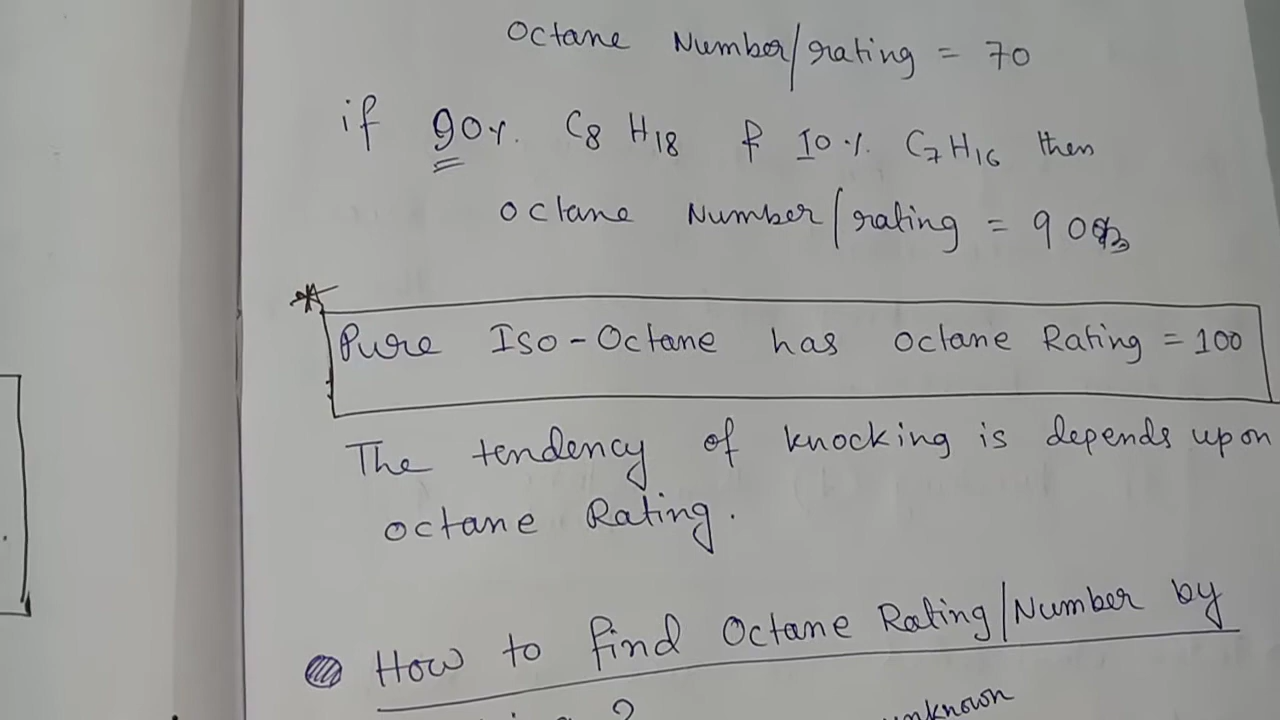 Octane Number/rating = 70
if 90%. C8 H18 & 10%. C7H16 then
octane Number/rating = 90
Pure Iso-Octane has octane Rating = 100
The tendency of knocking is depends upon
octane Rating.
How to find Octane Rating/Number by
? unknown